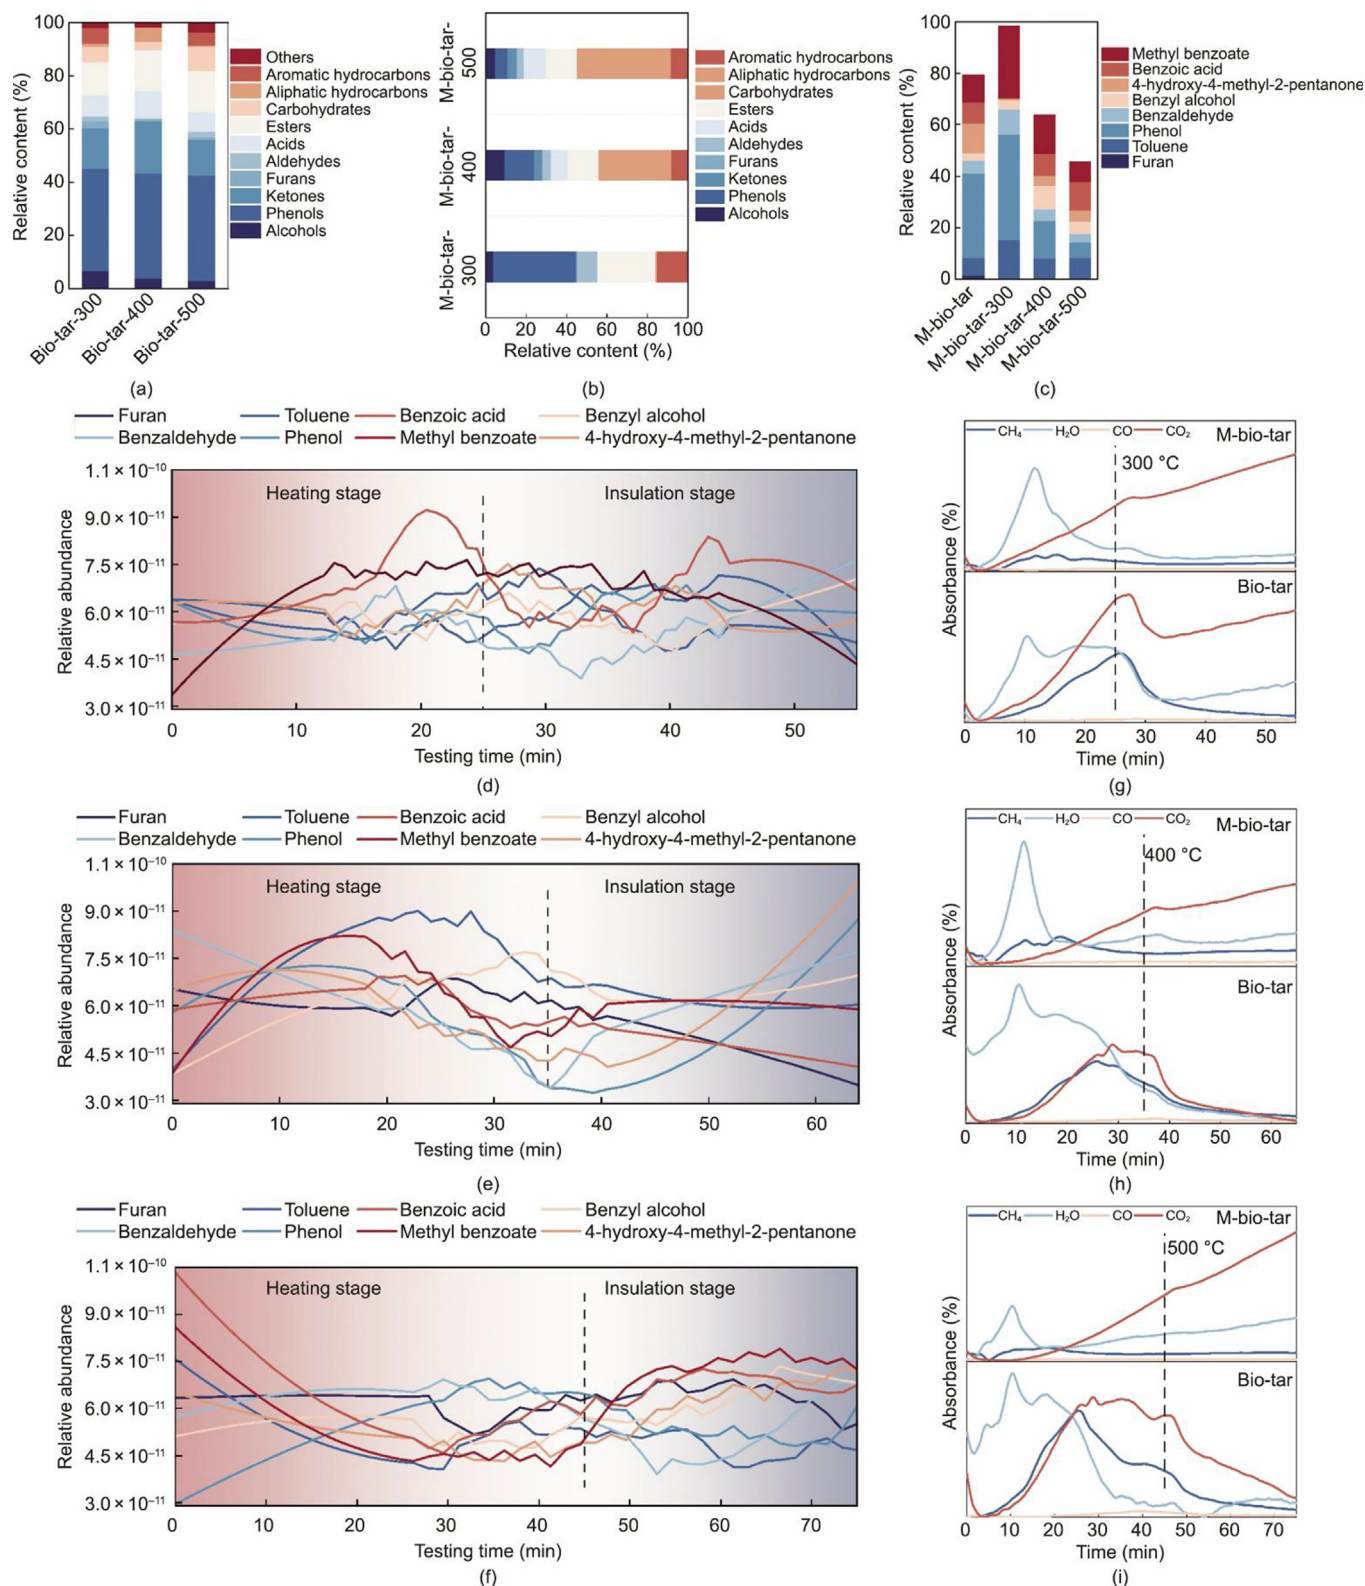 100
80
60
40
20
0
Relative content (%)
Others
Aromatic hydrocarbons
Aliphatic hydrocarbons
Carbohydrates
Esters
Acids
Aldehydes
Furans
Ketones
Phenols
Alcohols
Bio-tar-300
Bio-tar-400
Bio-tar-500
(a)
M-bio-tar-500
M-bio-tar-400
M-bio-tar-300
Aromatic hydrocarbons
Aliphatic hydrocarbons
Carbohydrates
Esters
Acids
Aldehydes
Furans
Ketones
Phenols
Alcohols
0 20 40 60 80 100
Relative content (%)
(b)
100
80
60
40
20
0
Relative content (%)
Methyl benzoate
Benzoic acid
4-hydroxy-4-methyl-2-pentanone
Benzyl alcohol
Benzaldehyde
Phenol
Toluene
Furan
M-bio-tar
M-bio-tar-300
M-bio-tar-400
M-bio-tar-500
(c)
Furan Toluene Benzoic acid Benzyl alcohol
Benzaldehyde Phenol Methyl benzoate 4-hydroxy-4-methyl-2-pentanone
Relative abundance
1.1 × 10⁻¹⁰
9.0 × 10⁻¹¹
7.5 × 10⁻¹¹
6.0 × 10⁻¹¹
4.5 × 10⁻¹¹
3.0 × 10⁻¹¹
Heating stage Insulation stage
0 10 20 30 40 50
Testing time (min)
(d)
CH₄ H₂O CO CO₂
M-bio-tar
300 °C
Bio-tar
Absorbance (%)
0 10 20 30 40 50
Time (min)
(g)
Furan Toluene Benzoic acid Benzyl alcohol
Benzaldehyde Phenol Methyl benzoate 4-hydroxy-4-methyl-2-pentanone
Relative abundance
1.1 × 10⁻¹⁰
9.0 × 10⁻¹¹
7.5 × 10⁻¹¹
6.0 × 10⁻¹¹
4.5 × 10⁻¹¹
3.0 × 10⁻¹¹
Heating stage Insulation stage
0 10 20 30 40 50 60
Testing time (min)
(e)
CH₄ H₂O CO CO₂
M-bio-tar
400 °C
Bio-tar
Absorbance (%)
0 10 20 30 40 50 60
Time (min)
(h)
Furan Toluene Benzoic acid Benzyl alcohol
Benzaldehyde Phenol Methyl benzoate 4-hydroxy-4-methyl-2-pentanone
Relative abundance
1.1 × 10⁻¹⁰
9.0 × 10⁻¹¹
7.5 × 10⁻¹¹
6.0 × 10⁻¹¹
4.5 × 10⁻¹¹
3.0 × 10⁻¹¹
Heating stage Insulation stage
0 10 20 30 40 50 60 70
Testing time (min)
(f)
CH₄ H₂O CO CO₂
M-bio-tar
500 °C
Bio-tar
Absorbance (%)
0 10 20 30 40 50 60 70
Time (min)
(i)